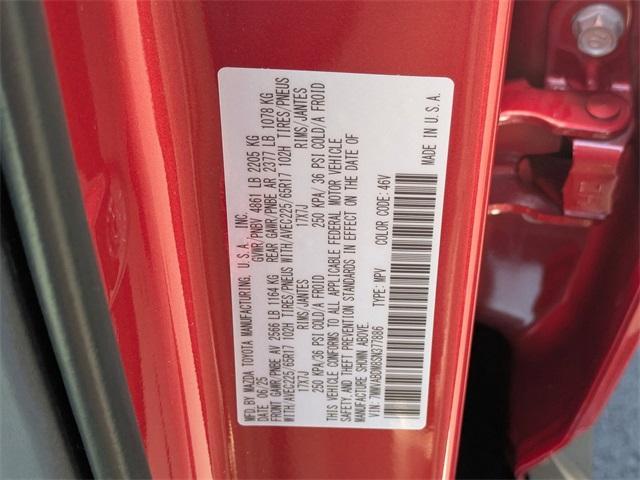 MFD. BY MAZDA TOYOTA MANUFACTURING, U.S.A., INC.
DATE: 06/25 GVWR/PNBV 4861 LB 2205 KG
FRONT GAWR/PNBE AV 2566 LB 1164 KG REAR GAWR/PNBE AR 2377 LB 1078 KG
WITH/AVEC225/65R17 102H TIRES/PNEUS WITH/AVEC225/65R17 102H TIRES/PNEUS
17X7J RIMS/JANTES 17X7J RIMS/JANTES
250 KPA/36 PSI COLD/A FROID 250 KPA/ 36 PSI COLD/A FROID
THIS VEHICLE CONFORMS TO ALL APPLICABLE FEDERAL MOTOR VEHICLE
SAFETY, AND THEFT PREVENTION STANDARDS IN EFFECT ON THE DATE OF
MANUFACTURE SHOWN ABOVE.
VIN: TYPE: MPV COLOR CODE: 46V
MADE IN U.S.A.